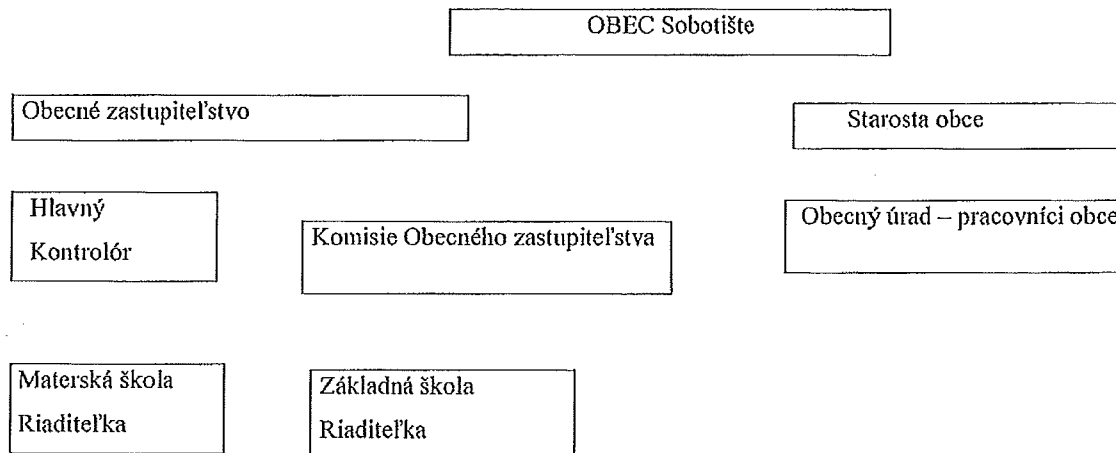 OBEC Sobotište
Obecné zastupiteľstvo
Starosta obce
Hlavný
Kontrolór
Komisie Obecného zastupiteľstva
Obecný úrad – pracovníci obce
Materská škola
Riaditeľka
Základná škola
Riaditeľka